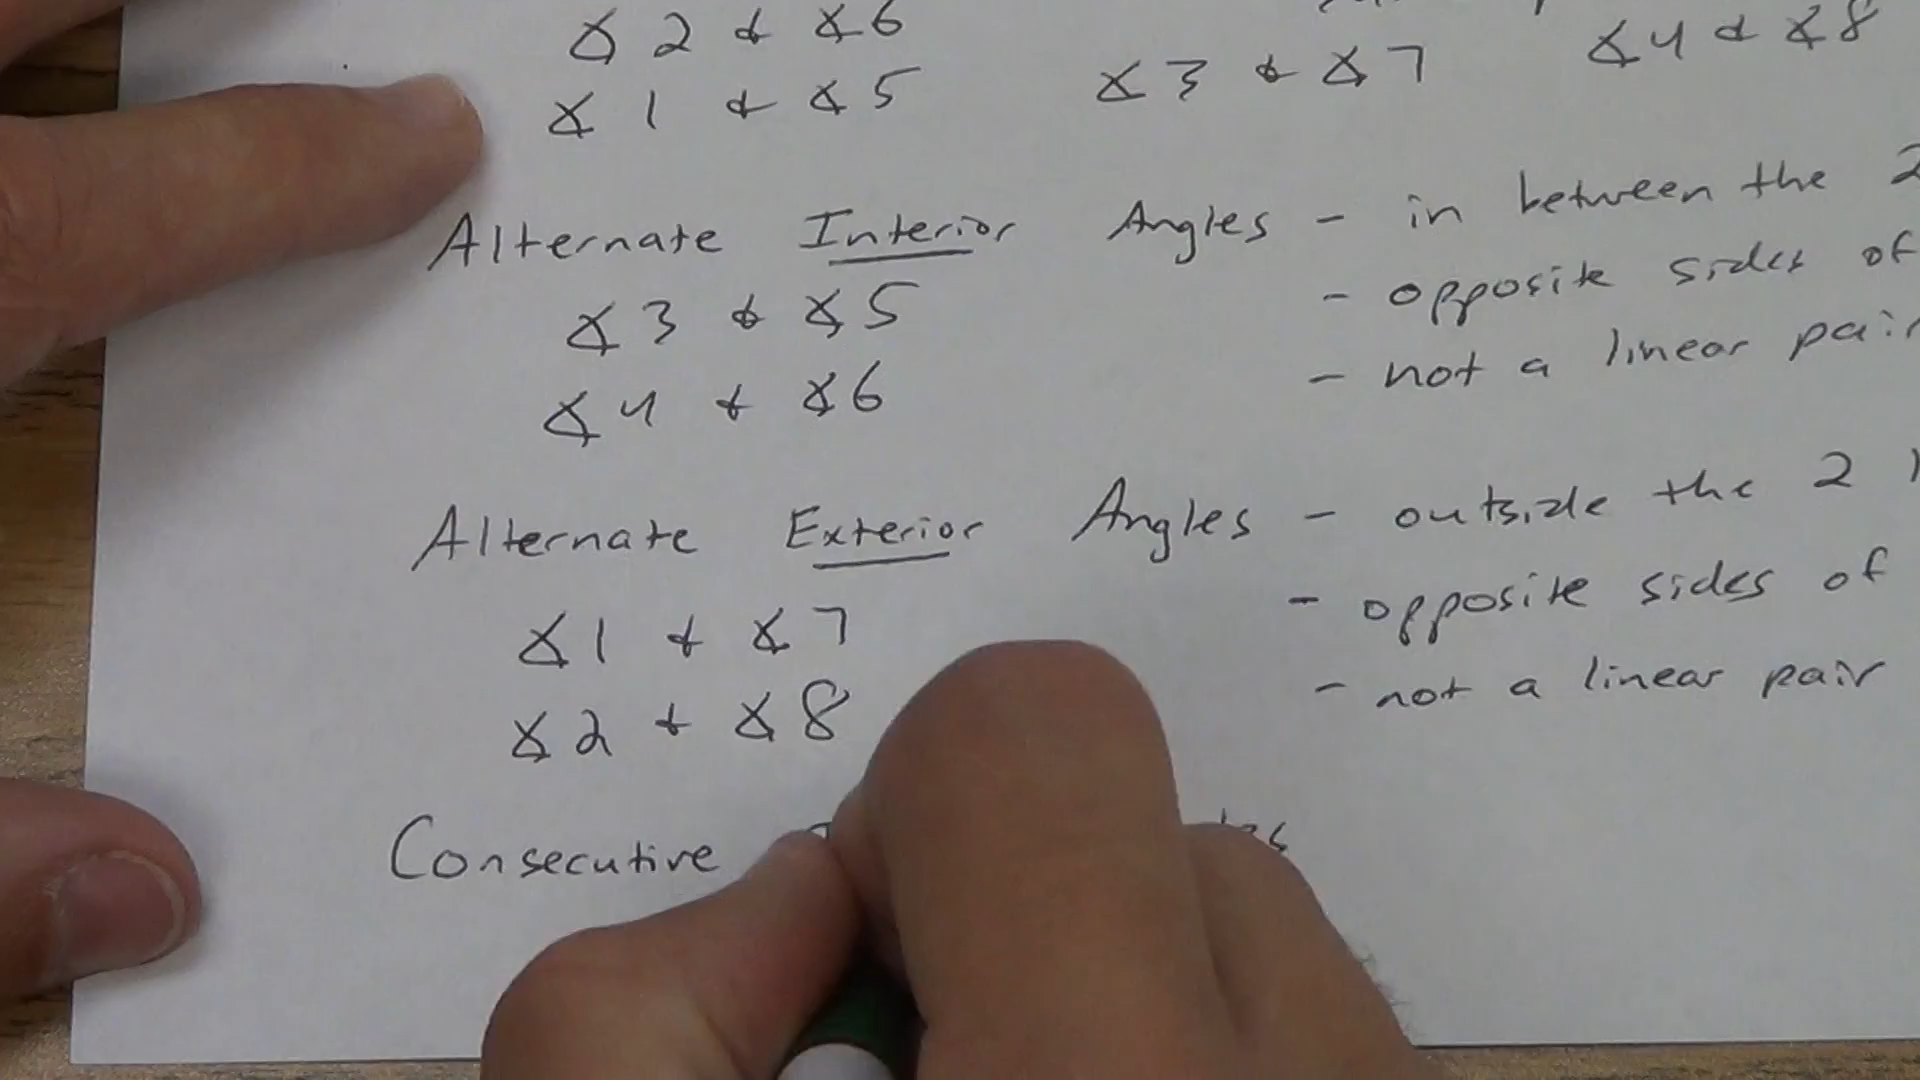 ∡2 & ∡6
∡1 & ∡5 ∡3 & ∡7 ∡4 & ∡8
Alternate Interior Angles - in between the 2
∡3 & ∡5 - opposite sides of
∡4 & ∡6 - not a linear pair
Alternate Exterior Angles - outside the 2
∡1 & ∡7 - opposite sides of
∡2 & ∡8 - not a linear pair
Consecutive